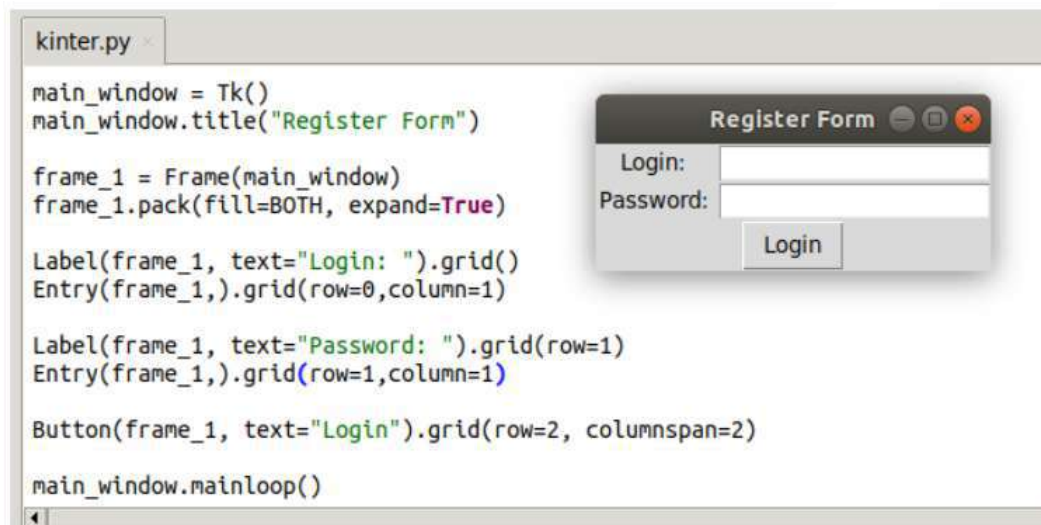 kinter.py
main_window = Tk()
main_window.title("Register Form")
frame_1 = Frame(main_window)
frame_1.pack(fill=BOTH, expand=True)
Label(frame_1, text="Login: ").grid()
Entry(frame_1,).grid(row=0,column=1)
Label(frame_1, text="Password: ").grid(row=1)
Entry(frame_1,).grid(row=1,column=1)
Button(frame_1, text="Login").grid(row=2, columnspan=2)
main_window.mainloop()
Register Form
Login:
Password:
Login